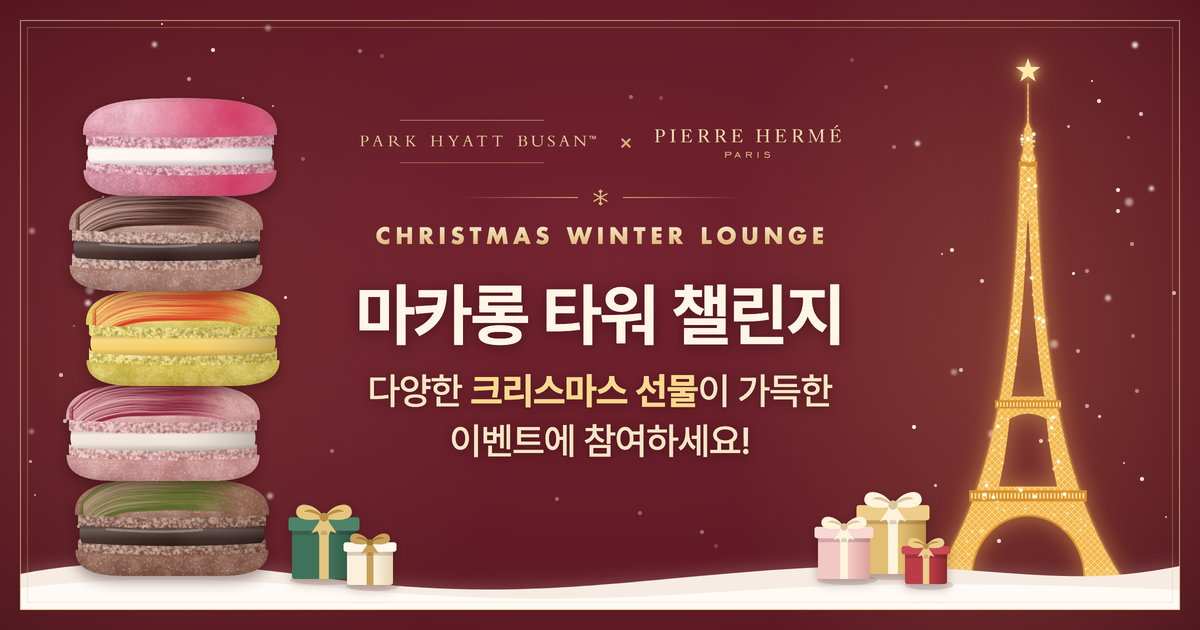 PARK HYATT BUSAN™ × PIERRE HERMÉ
PARIS
CHRISTMAS WINTER LOUNGE
마카롱 타워 챌린지
다양한 크리스마스 선물이 가득한
이벤트에 참여하세요!